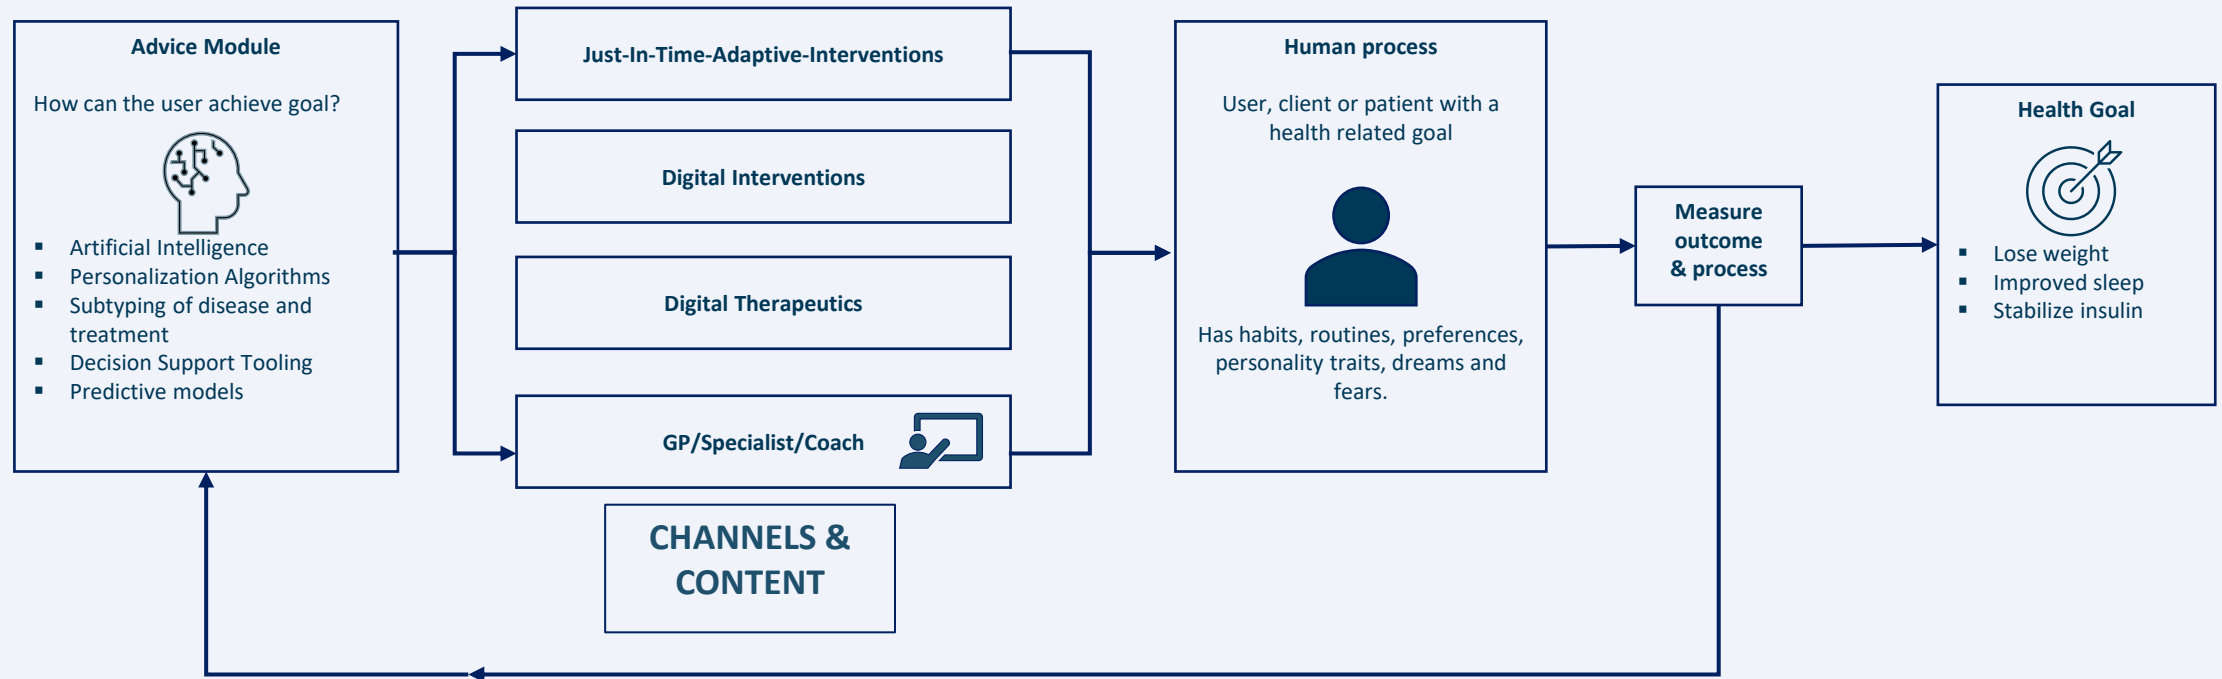 Advice Module
How can the user achieve goal?
▪ Artificial Intelligence
▪ Personalization Algorithms
▪ Subtyping of disease and
treatment
▪ Decision Support Tooling
▪ Predictive models
Just-In-Time-Adaptive-Interventions
Digital Interventions
Digital Therapeutics
GP/Specialist/Coach
CHANNELS &
CONTENT
Human process
User, client or patient with a
health related goal
Has habits, routines, preferences,
personality traits, dreams and
fears.
Measure
outcome
& process
Health Goal
▪ Lose weight
▪ Improved sleep
▪ Stabilize insulin